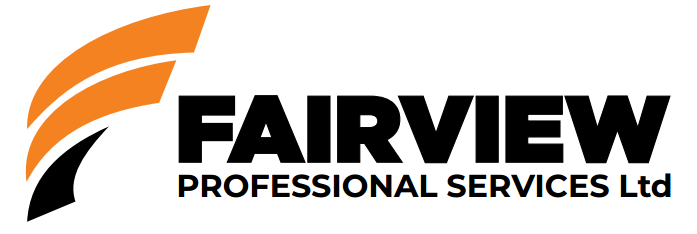 FAIRVIEW
PROFESSIONAL SERVICES Ltd